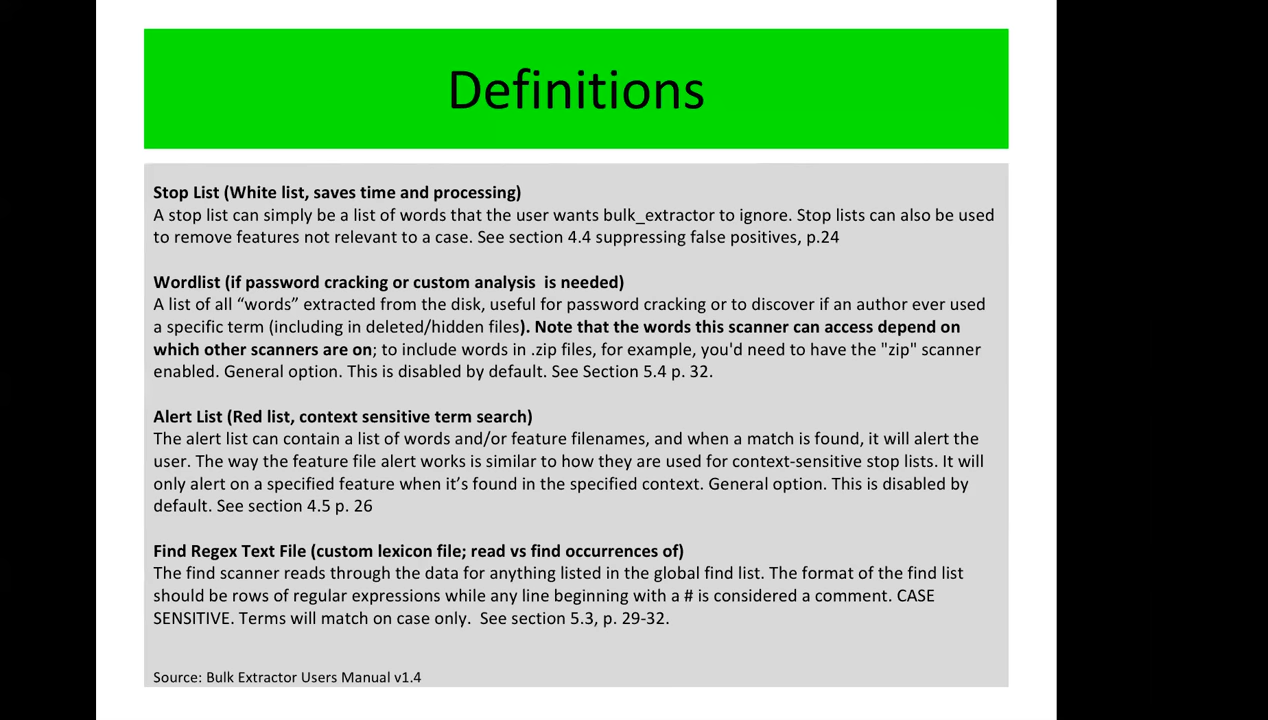 Definitions
Stop List (White list, saves time and processing)
A stop list can simply be a list of words that the user wants bulk_extractor to ignore. Stop lists can also be used
to remove features not relevant to a case. See section 4.4 suppressing false positives, p.24
Wordlist (if password cracking or custom analysis  is needed)
A list of all “words” extracted from the disk, useful for password cracking or to discover if an author ever used
a specific term (including in deleted/hidden files). Note that the words this scanner can access depend on
which other scanners are on; to include words in .zip files, for example, you'd need to have the "zip" scanner
enabled. General option. This is disabled by default. See Section 5.4 p. 32.
Alert List (Red list, context sensitive term search)
The alert list can contain a list of words and/or feature filenames, and when a match is found, it will alert the
user. The way the feature file alert works is similar to how they are used for context-sensitive stop lists. It will
only alert on a specified feature when it’s found in the specified context. General option. This is disabled by
default. See section 4.5 p. 26
Find Regex Text File (custom lexicon file; read vs find occurrences of)
The find scanner reads through the data for anything listed in the global find list. The format of the find list
should be rows of regular expressions while any line beginning with a # is considered a comment. CASE
SENSITIVE. Terms will match on case only.  See section 5.3, p. 29-32.
Source: Bulk Extractor Users Manual v1.4